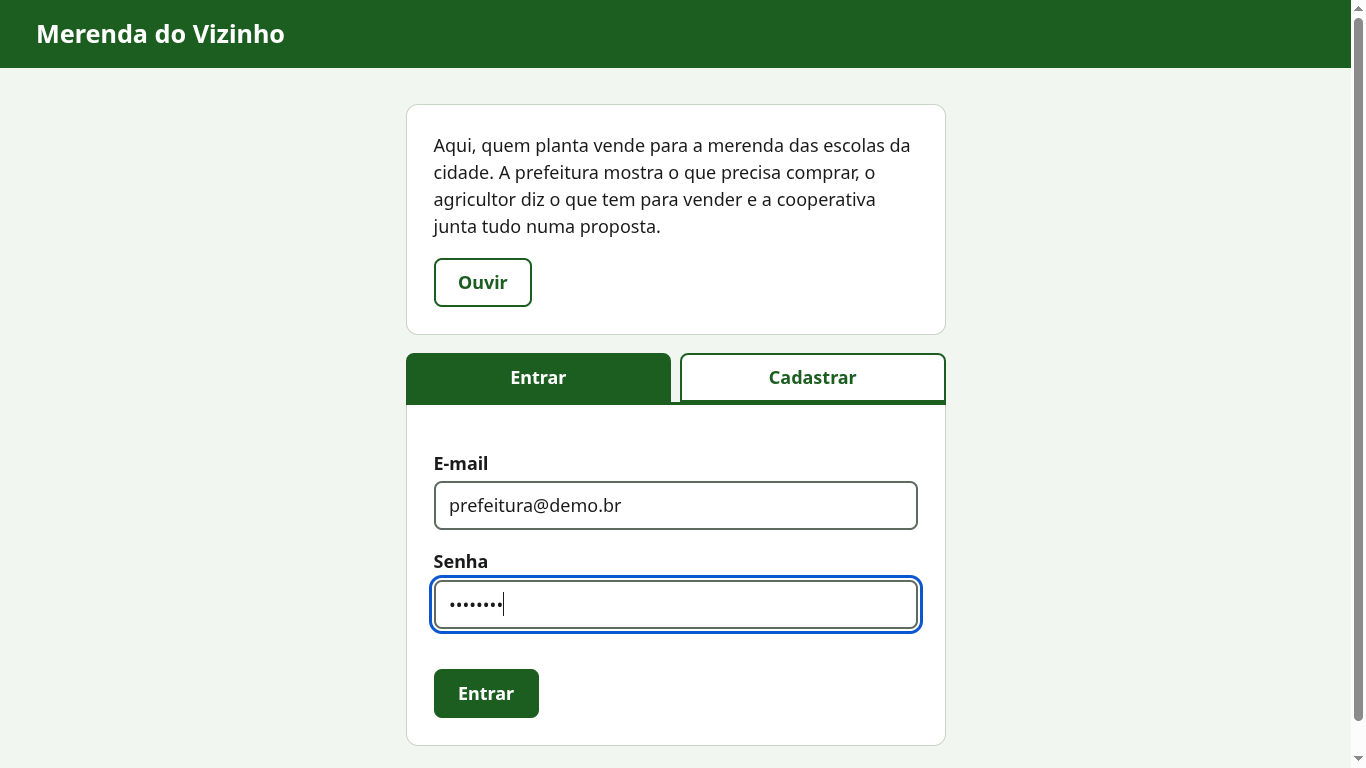 Merenda do Vizinho
Aqui, quem planta vende para a merenda das escolas da
cidade. A prefeitura mostra o que precisa comprar, o
agricultor diz o que tem para vender e a cooperativa
junta tudo numa proposta.
Ouvir
Entrar
Cadastrar
E-mail
prefeitura@demo.br
Senha
••••••••
Entrar